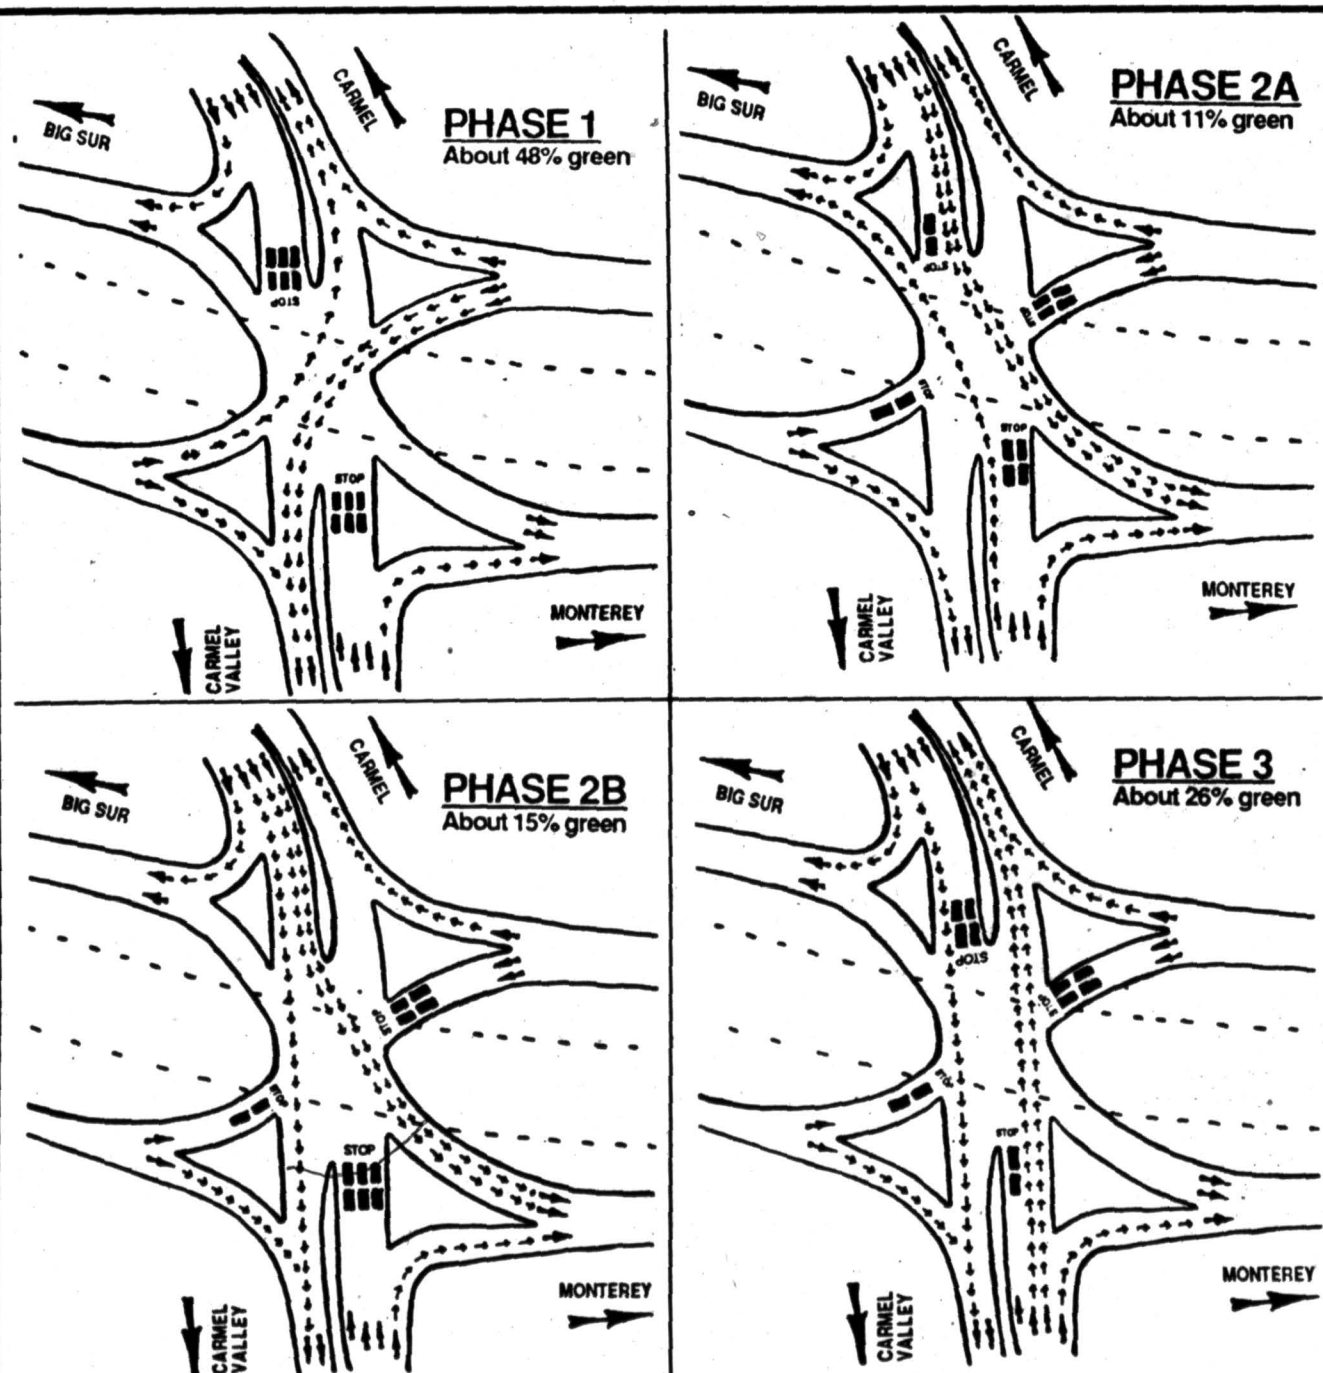 CARMEL
BIG SUR
PHASE 1
About 48% green
STOP
STOP
MONTEREY
CARMEL
VALLEY
CARMEL
BIG SUR
PHASE 2A
About 11% green
STOP
STOP
STOP
STOP
MONTEREY
CARMEL
VALLEY
CARMEL
BIG SUR
PHASE 2B
About 15% green
STOP
STOP
STOP
MONTEREY
CARMEL
VALLEY
CARMEL
BIG SUR
PHASE 3
About 26% green
STOP
STOP
STOP
STOP
MONTEREY
CARMEL
VALLEY